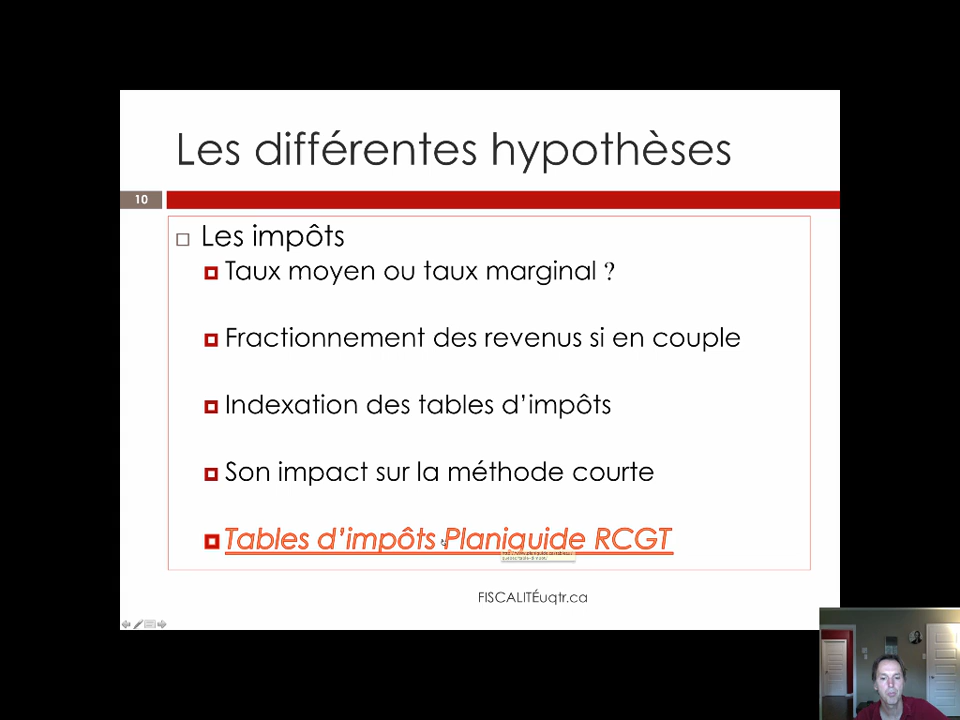 Les différentes hypothèses
10
Les impôts
Taux moyen ou taux marginal ?
Fractionnement des revenus si en couple
Indexation des tables d'impôts
Son impact sur la méthode courte
Tables d'impôts Planiguide RCGT
FISCALITÉuqtr.ca